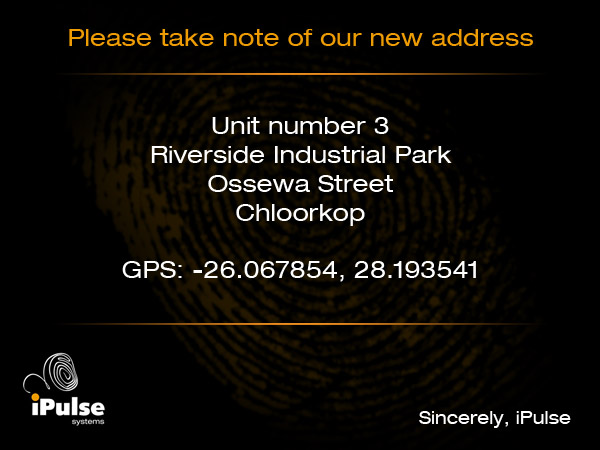 Please take note of our new address
Unit number 3
Riverside Industrial Park
Ossewa Street
Chloorkop
GPS: -26.067854, 28.193541
iPulse
systems
Sincerely, iPulse